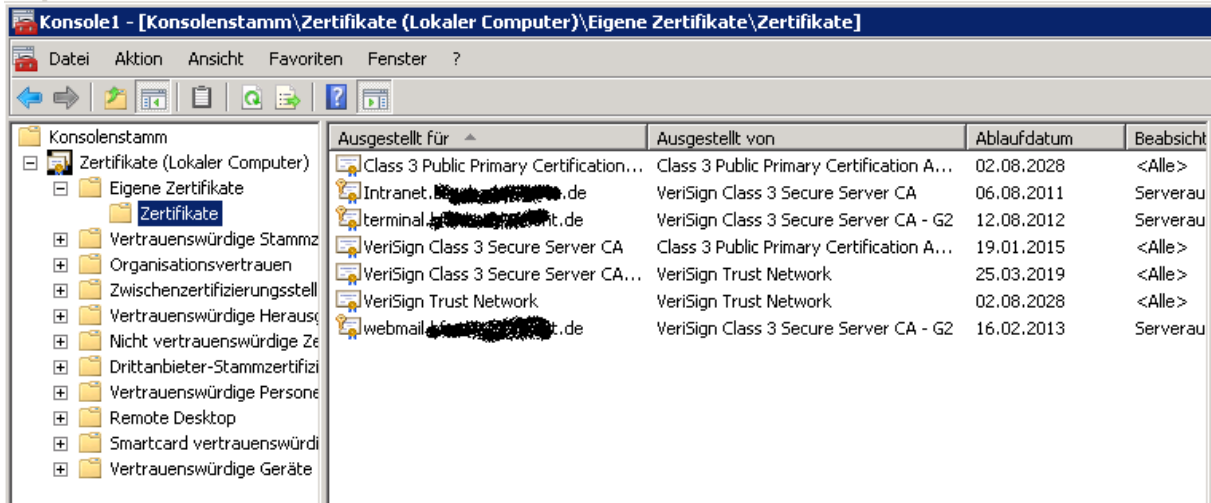 Konsole1 - [Konsolenstamm\Zertifikate (Lokaler Computer)\Eigene Zertifikate\Zertifikate]
Datei Aktion Ansicht Favoriten Fenster ?
Konsolenstamm
Zertifikate (Lokaler Computer)
Eigene Zertifikate
Zertifikate
Vertrauenswürdige Stammz
Organisationsvertrauen
Zwischenzertifizierungsstell
Vertrauenswürdige Herausg
Nicht vertrauenswürdige Ze
Drittanbieter-Stammzertifizi
Vertrauenswürdige Persone
Remote Desktop
Smartcard vertrauenswürdi
Vertrauenswürdige Geräte
Ausgestellt für Ausgestellt von Ablaufdatum Beabsicht
Class 3 Public Primary Certification... Class 3 Public Primary Certification A... 02.08.2028 <Alle>
Intranet. .de VeriSign Class 3 Secure Server CA 06.08.2011 Serverau
terminal. t.de VeriSign Class 3 Secure Server CA - G2 12.08.2012 Serverau
VeriSign Class 3 Secure Server CA Class 3 Public Primary Certification A... 19.01.2015 <Alle>
VeriSign Class 3 Secure Server CA... VeriSign Trust Network 25.03.2019 <Alle>
VeriSign Trust Network VeriSign Trust Network 02.08.2028 <Alle>
webmail. t.de VeriSign Class 3 Secure Server CA - G2 16.02.2013 Serverau